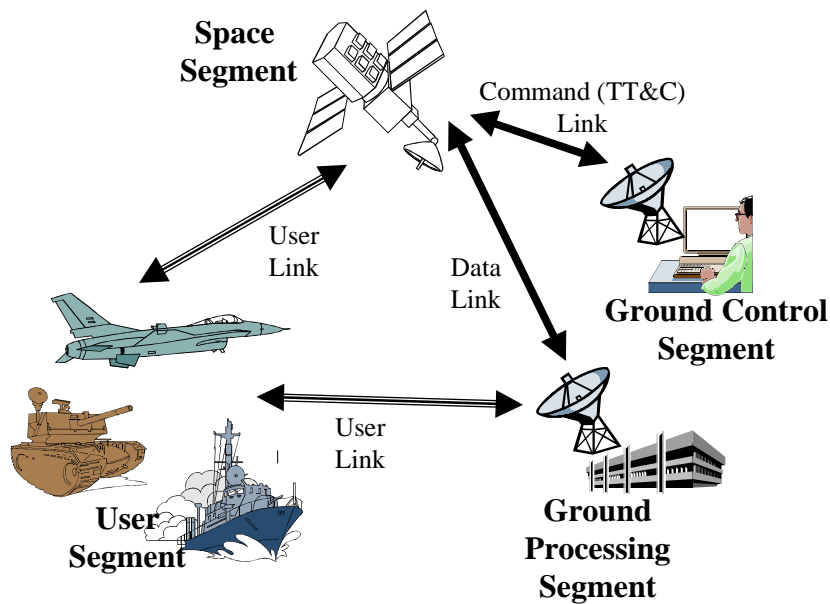 Space
Segment
Command (TT&C)
Link
User
Link
Data
Link
Ground Control
Segment
User
Link
User
Segment
Ground
Processing
Segment